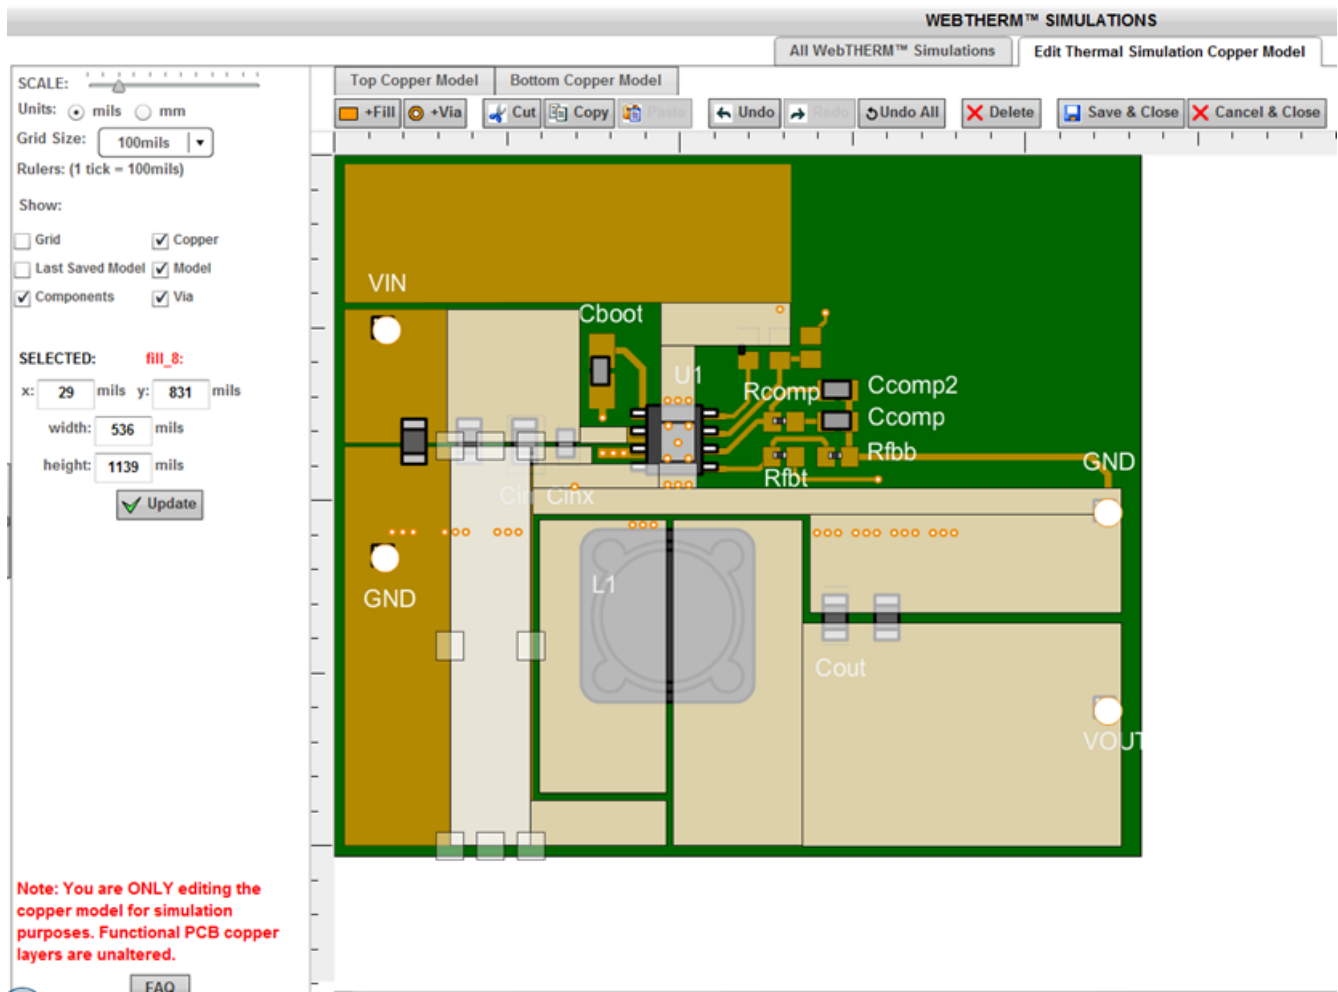 WEBTHERM™ SIMULATIONS
All WebTHERM™ Simulations
Edit Thermal Simulation Copper Model
SCALE:
Units: mils mm
Grid Size: 100mils
Rulers: (1 tick = 100mils)
Show:
Grid Copper
Last Saved Model Model
Components Via
SELECTED: fill_8:
x: 29 mils y: 831 mils
width: 536 mils
height: 1139 mils
Update
Note: You are ONLY editing the
copper model for simulation
purposes. Functional PCB copper
layers are unaltered.
FAQ
Top Copper Model Bottom Copper Model
+Fill +Via Cut Copy Paste Undo Redo Undo All Delete Save & Close Cancel & Close
VIN
Cboot
U1
Rcomp
Ccomp2
Ccomp
Rfbb
GND
Rfbt
Cin Cinx
L1
GND
Cout
VOUT